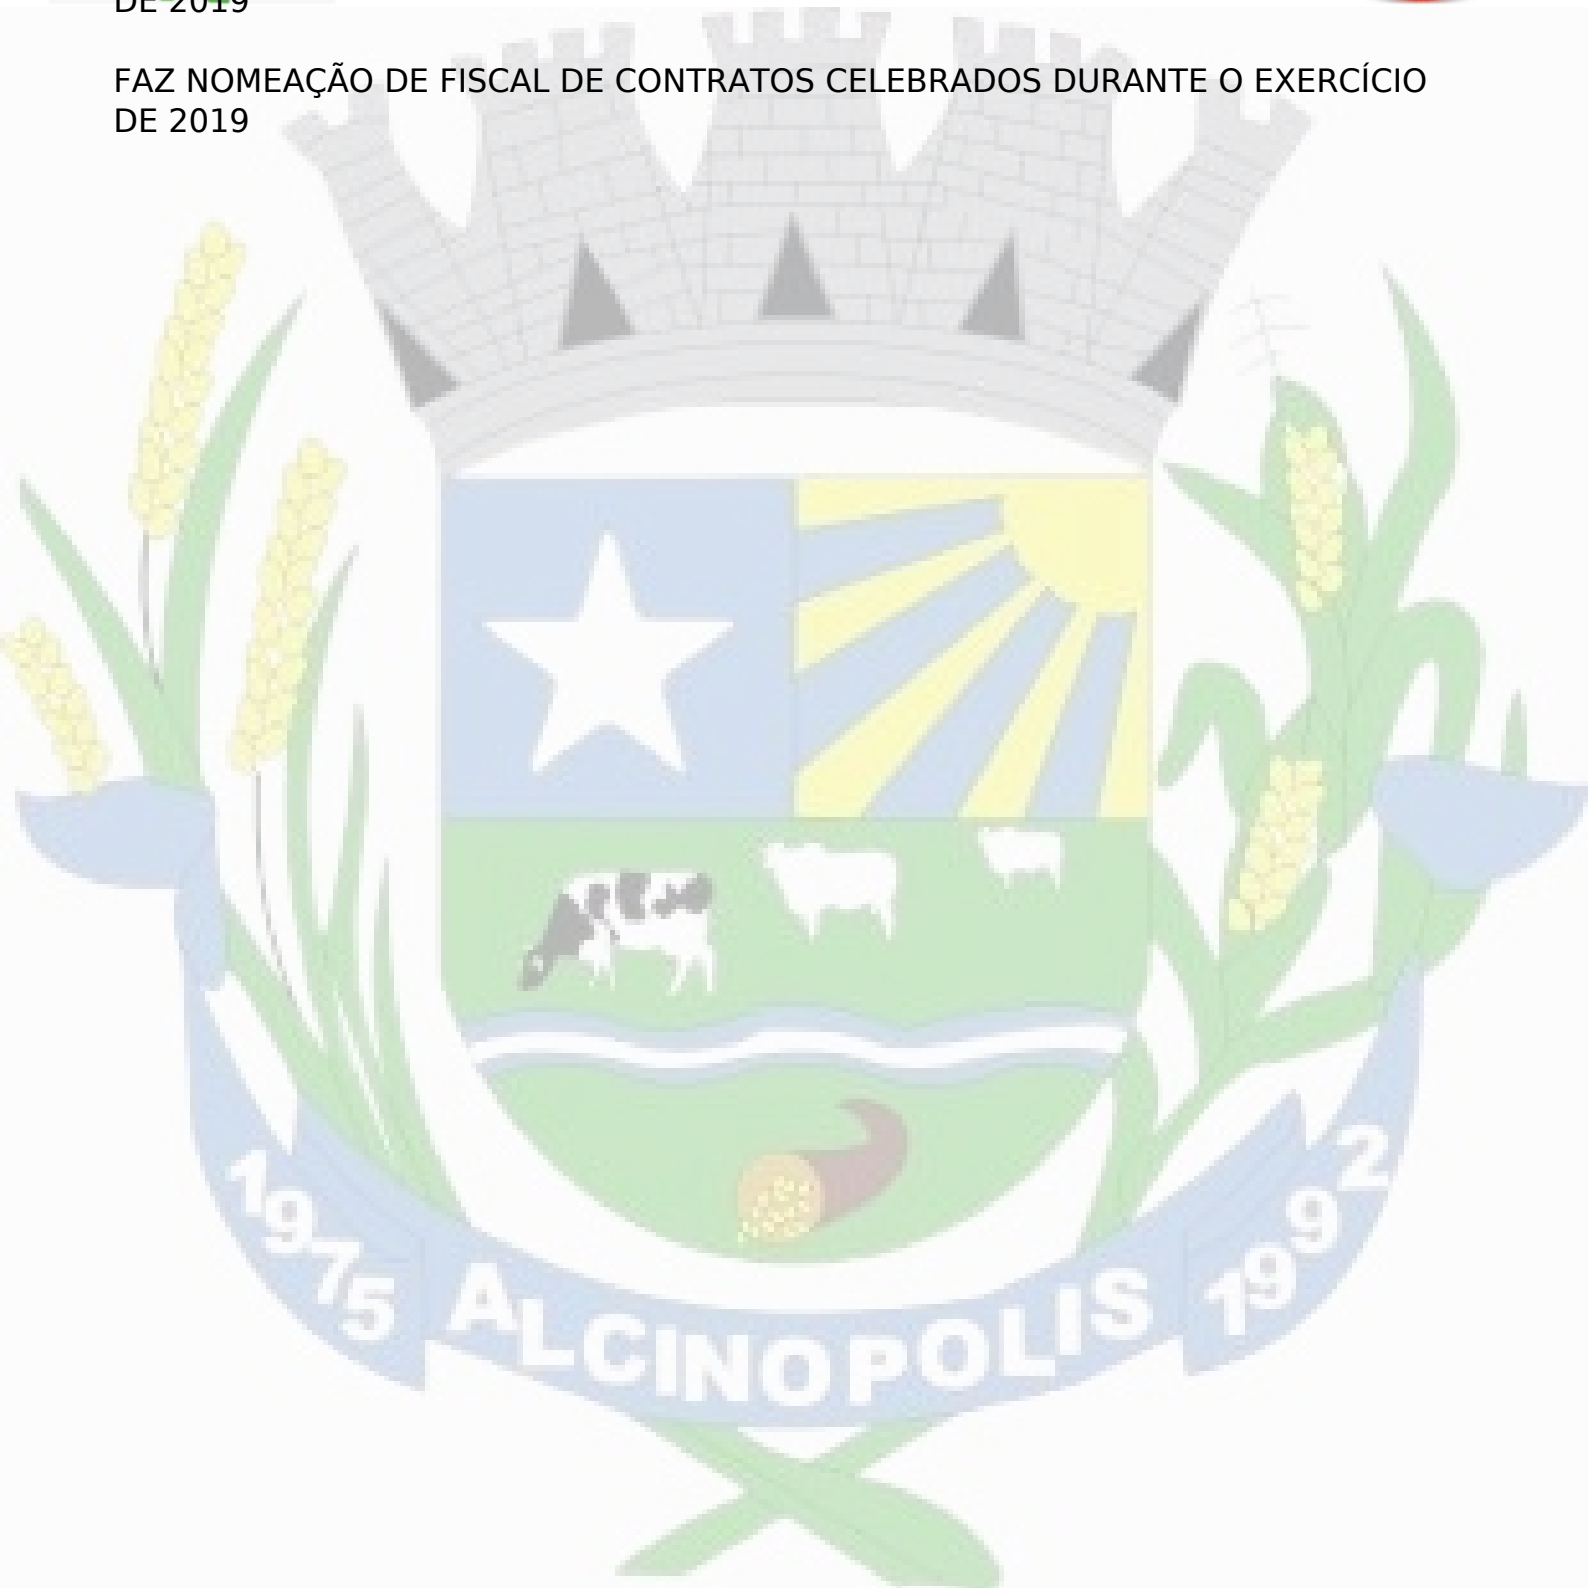 DE 2019
FAZ NOMEAÇÃO DE FISCAL DE CONTRATOS CELEBRADOS DURANTE O EXERCÍCIO
DE 2019
1975 ALCINOPOLIS 1992